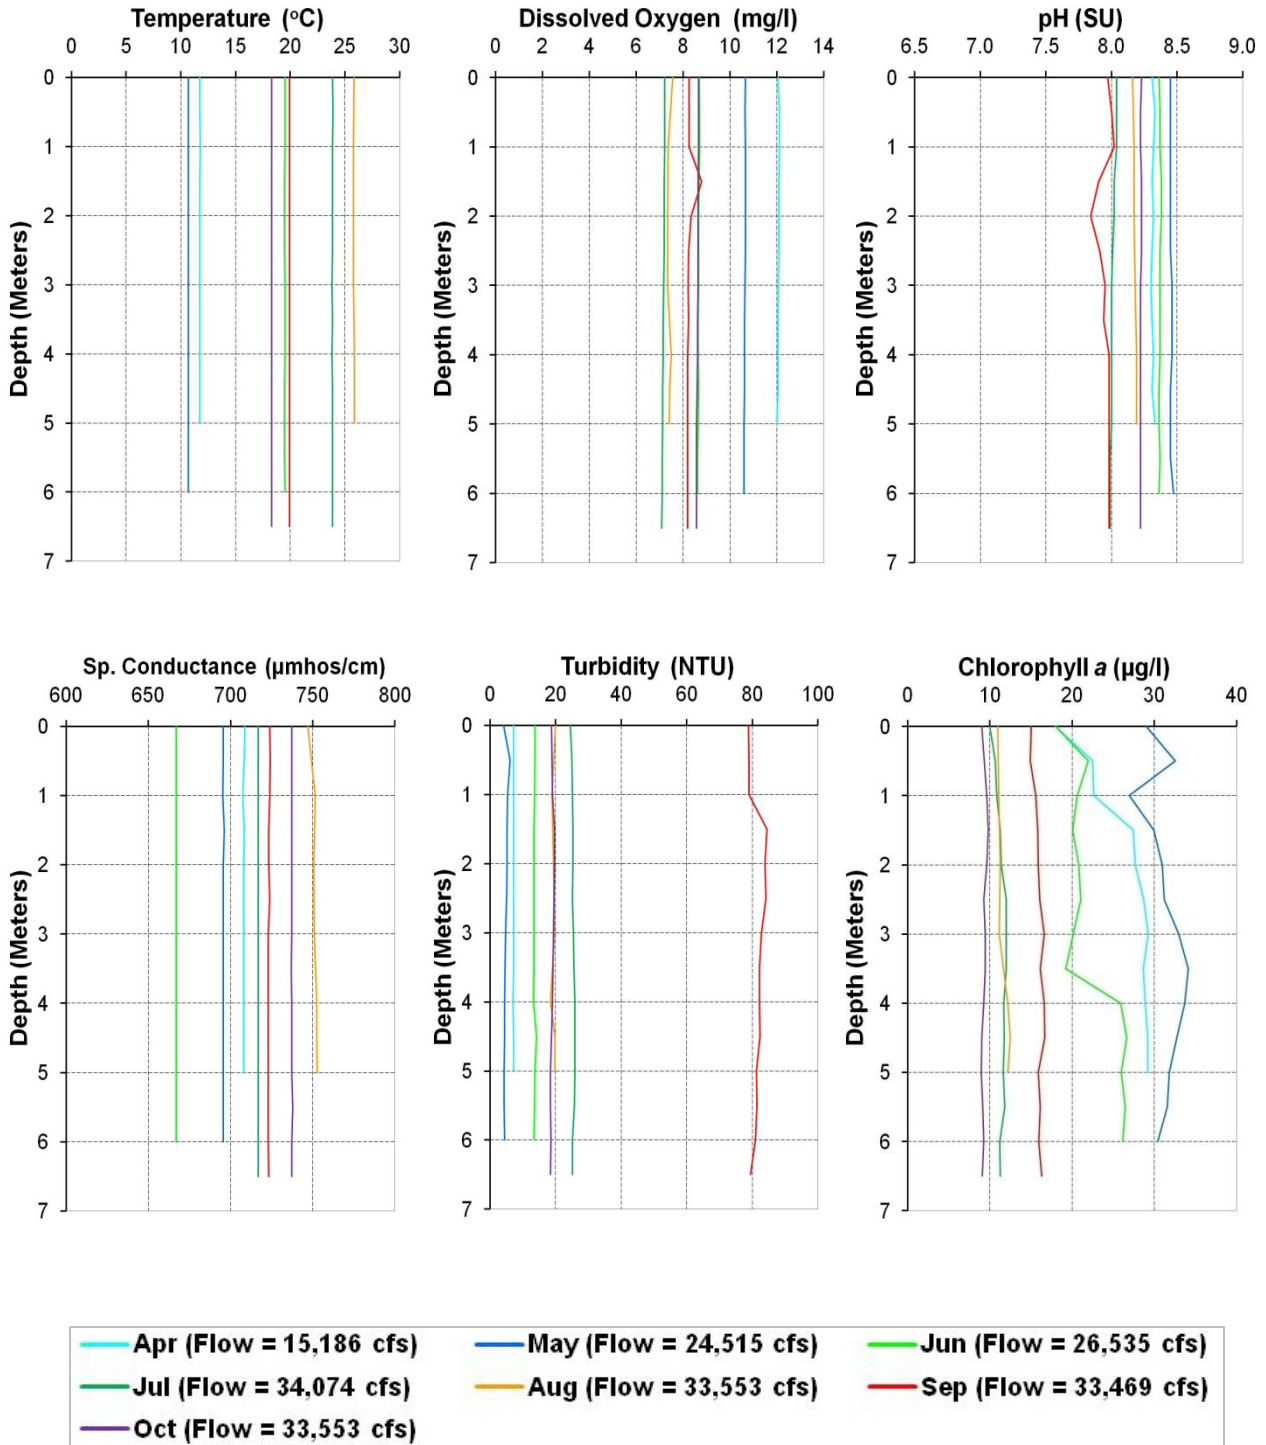 Temperature (°C)
0 5 10 15 20 25 30
0
1
2
3
4
5
6
7
Depth (Meters)
Dissolved Oxygen (mg/l)
0 2 4 6 8 10 12 14
0
1
2
3
4
5
6
7
Depth (Meters)
pH (SU)
6.5 7.0 7.5 8.0 8.5 9.0
0
1
2
3
4
5
6
7
Depth (Meters)
Sp. Conductance (µmhos/cm)
600 650 700 750 800
0
1
2
3
4
5
6
7
Depth (Meters)
Turbidity (NTU)
0 20 40 60 80 100
0
1
2
3
4
5
6
7
Depth (Meters)
Chlorophyll a (µg/l)
0 10 20 30 40
0
1
2
3
4
5
6
7
Depth (Meters)
Apr (Flow = 15,186 cfs) May (Flow = 24,515 cfs) Jun (Flow = 26,535 cfs)
Jul (Flow = 34,074 cfs) Aug (Flow = 33,553 cfs) Sep (Flow = 33,469 cfs)
Oct (Flow = 33,553 cfs)